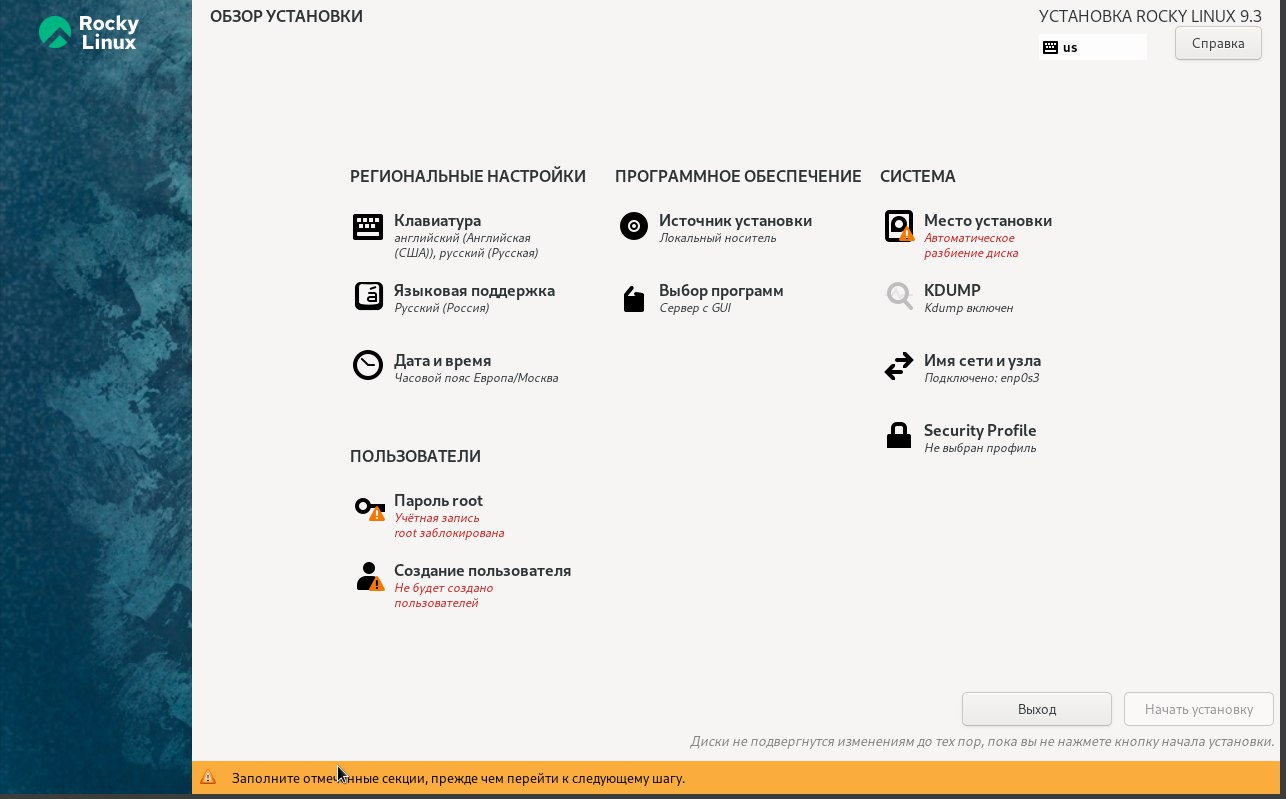 Rocky
Linux
ОБЗОР УСТАНОВКИ
УСТАНОВКА ROCKY LINUX 9.3
us
Справка
РЕГИОНАЛЬНЫЕ НАСТРОЙКИ
Клавиатура
английский (Английская
(США)), русский (Русская)
Языковая поддержка
Русский (Россия)
Дата и время
Часовой пояс Европа/Москва
ПРОГРАММНОЕ ОБЕСПЕЧЕНИЕ
Источник установки
Локальный носитель
Выбор программ
Сервер с GUI
СИСТЕМА
Место установки
Автоматическое
разбиение диска
KDUMP
Kdump включен
Имя сети и узла
Подключено: enp0s3
Security Profile
Не выбран профиль
ПОЛЬЗОВАТЕЛИ
Пароль root
Учётная запись
root заблокирована
Создание пользователя
Не будет создано
пользователей
Выход
Начать установку
Диски не подвергнутся изменениям до тех пор, пока вы не нажмете кнопку начала установки.
Заполните отмеченные секции, прежде чем перейти к следующему шагу.